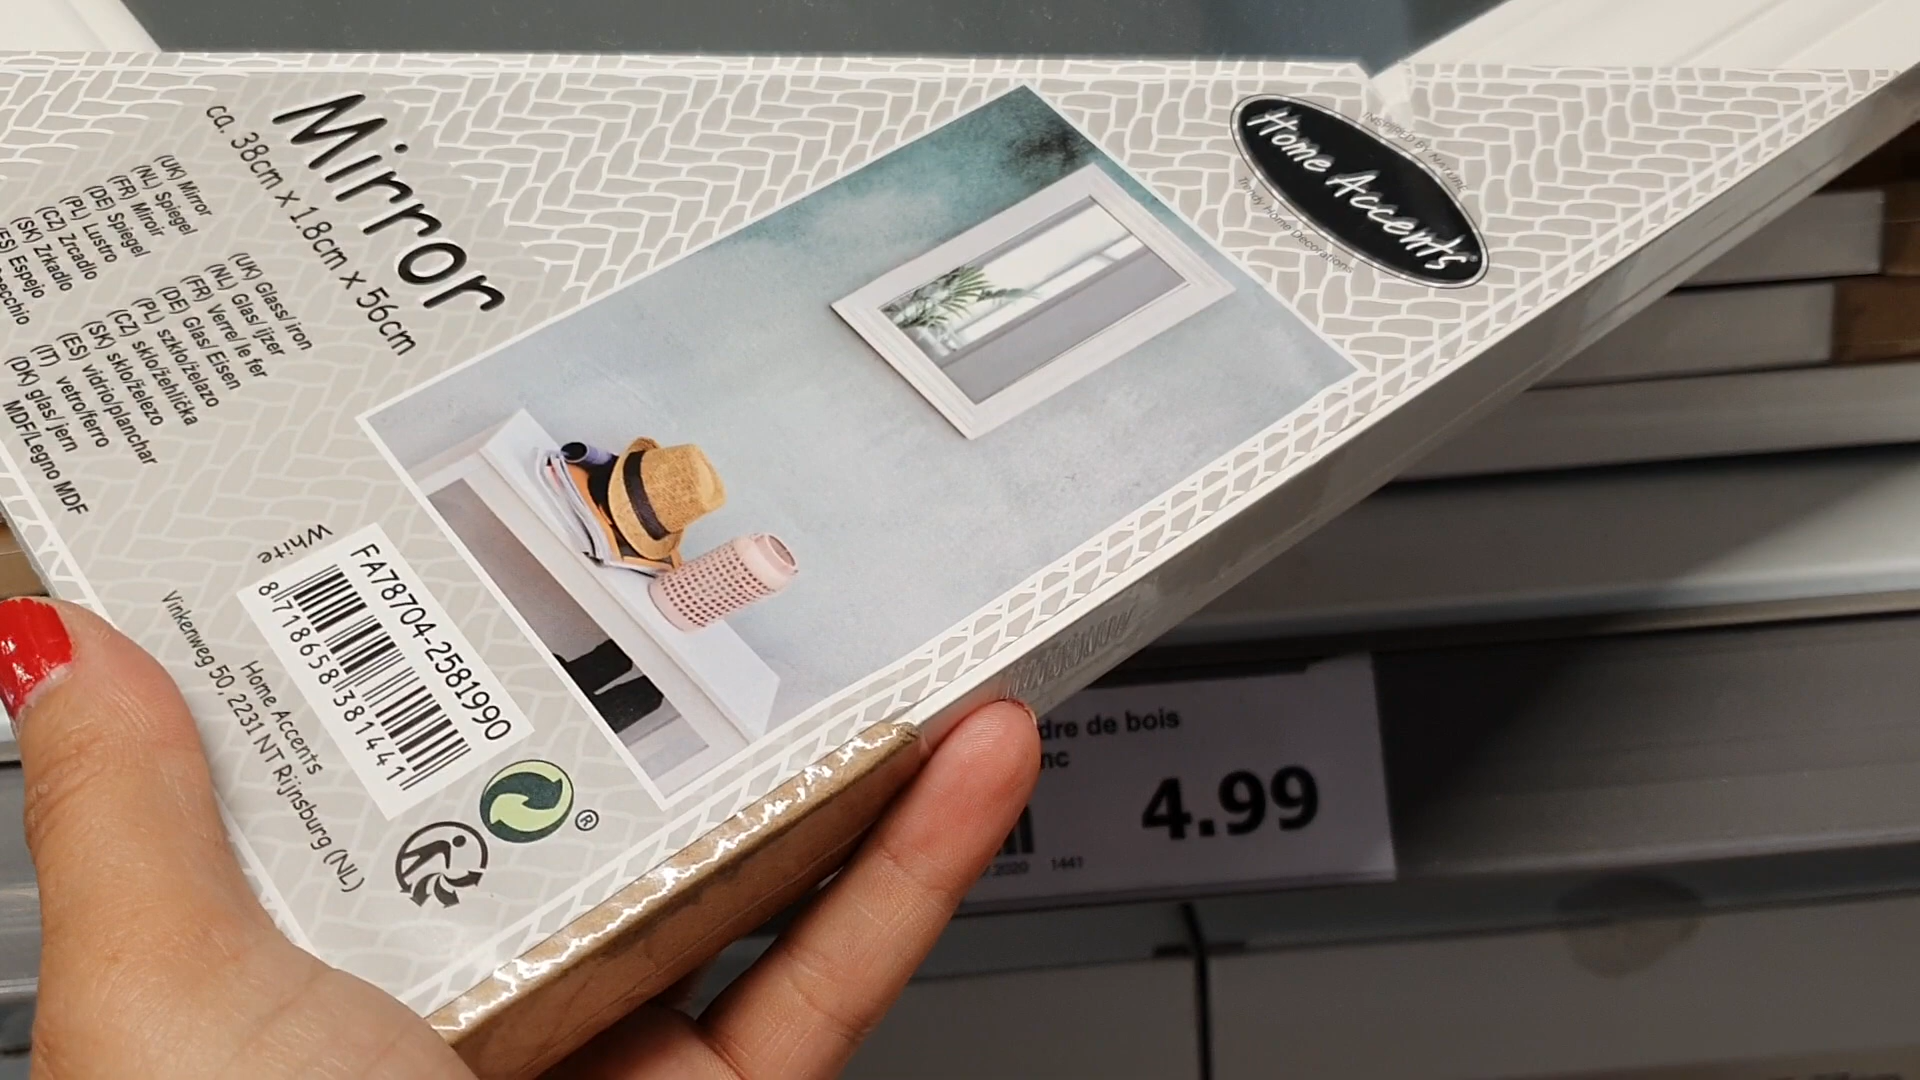 Mirror
ca. 38cm x 1.8cm x 56cm
(UK) Mirror
(NL) Spiegel
(FR) Miroir
(DE) Spiegel
(PL) Lustro
(CZ) Zrcadlo
(SK) Zrkadlo
(ES) Espejo
(UK) Glass/ iron
(NL) Glas/ ijzer
(FR) Verre/ le fer
(DE) Glas/ Eisen
(PL) szkło/żelazo
(CZ) sklo/žehlička
(SK) sklo/železo
(ES) vidrio/planchar
(IT) vetro/ferro
(DK) glas/ jern
MDF/Legno MDF
White
FA78704-2581990
8 718658 381441
Home Accents
Vinkenweg 50, 2231 NT Rijnsburg (NL)
®
INSPIRED BY NATURE
Home Accents®
Trendy Home Decorations
de bois
4.99
2020 1441